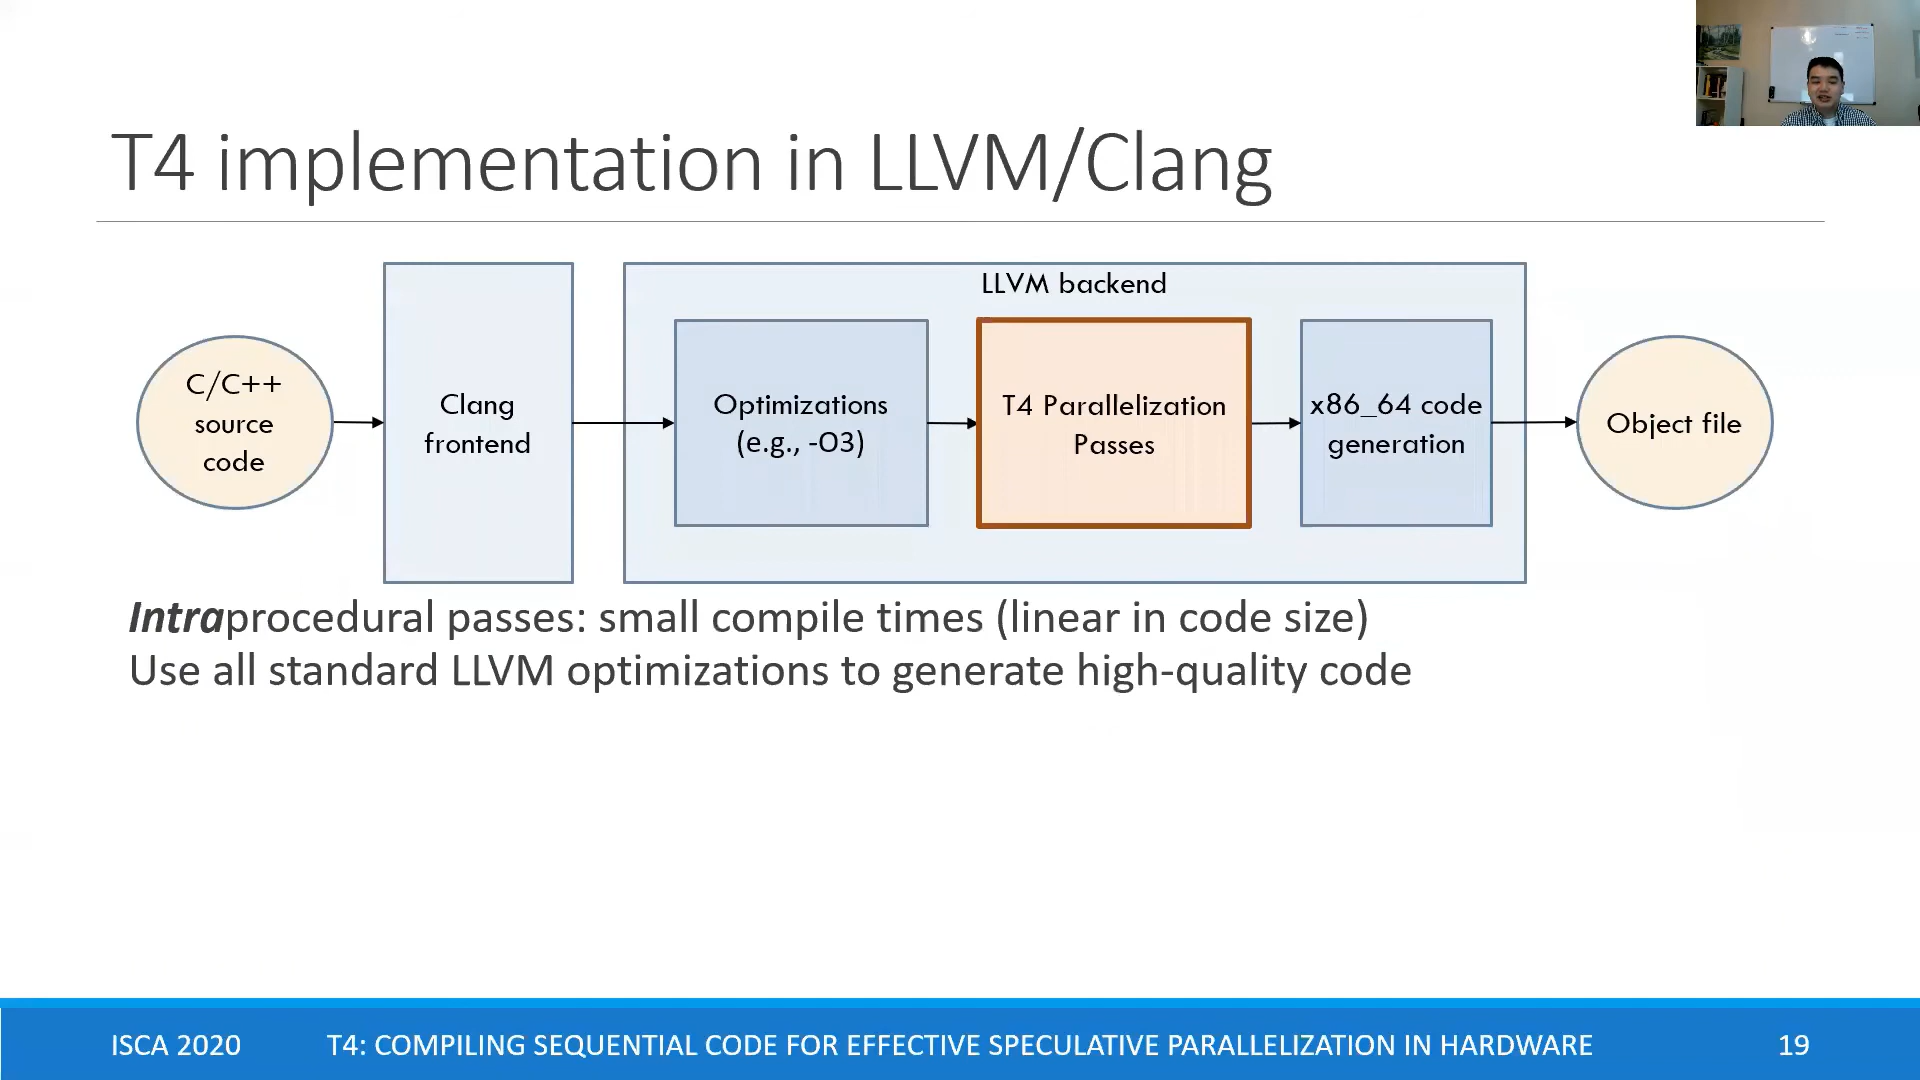 T4 implementation in LLVM/Clang
C/C++
source
code
Clang
frontend
LLVM backend
Optimizations
(e.g., -O3)
T4 Parallelization
Passes
x86_64 code
generation
Object file
Intraprocedural passes: small compile times (linear in code size)
Use all standard LLVM optimizations to generate high-quality code
ISCA 2020
T4: COMPILING SEQUENTIAL CODE FOR EFFECTIVE SPECULATIVE PARALLELIZATION IN HARDWARE
19